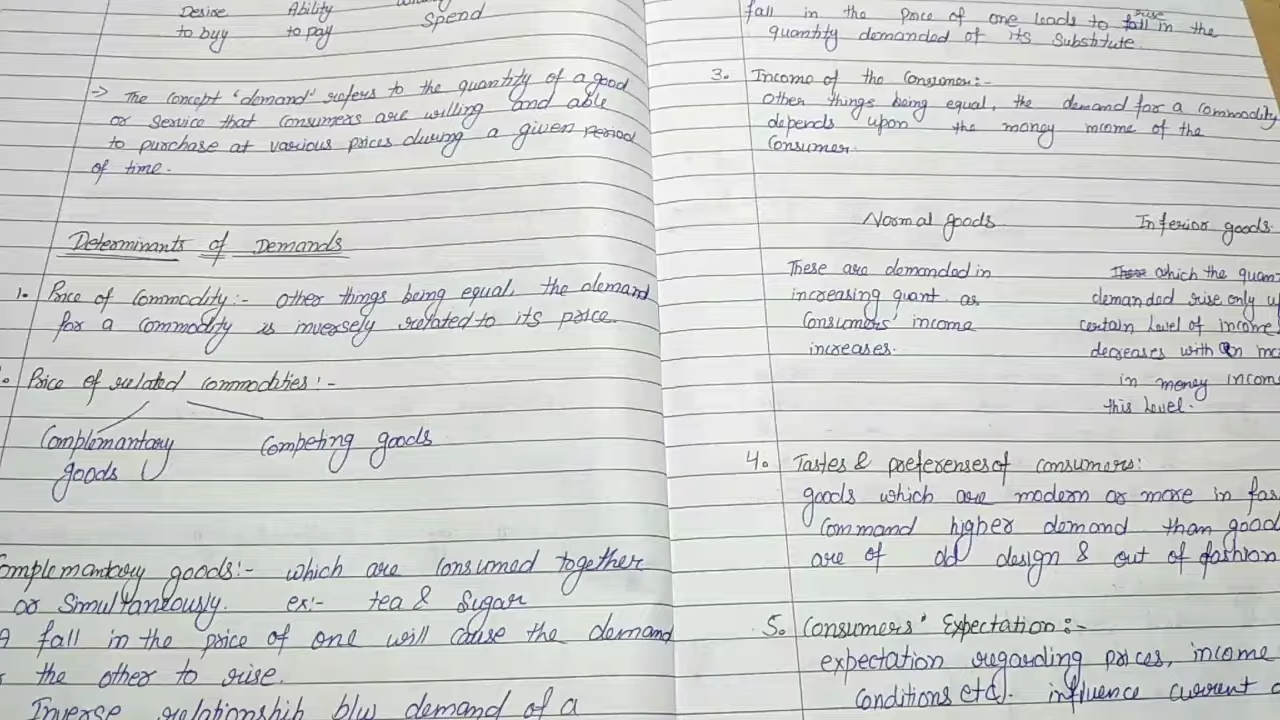 Desire Ability
to buy to pay Spend
→ The concept 'demand' refers to the quantity of a good
or service that consumers are willing and able
to purchase at various prices during a given period
of time.
Determinants of Demands
1. Price of commodity:- other things being equal, the demand
for a commodity is inversely related to its price.
Price of related commodities:-
Complemantary Competing goods
goods
omplemantary goods:- which are consumed together
or simultaneously. ex:- tea & Sugar
A fall in the price of one will cause the demand
the other to rise.
Inverse relationship b/w demand of a
fall in the price of one leads to rise in the
quantity demanded of its substitute.
3. Income of the Consumer:-
other things being equal, the demand for a commodity
depends upon the money income of the
Consumer.
Normal goods Inferior goods.
These are demanded in
increasing quant. as
Consumers' income
increases.
which the quan
demanded rise only u
certain level of income
decreases with an inc
in money incom
this level.
4. Tastes & preferenses of consumers:
goods which are modern or more in fas
command higher demand than good
are of old design & out of fashion
5. Consumers' Expectation:-
expectation regarding prices, income
conditions etc). influence current